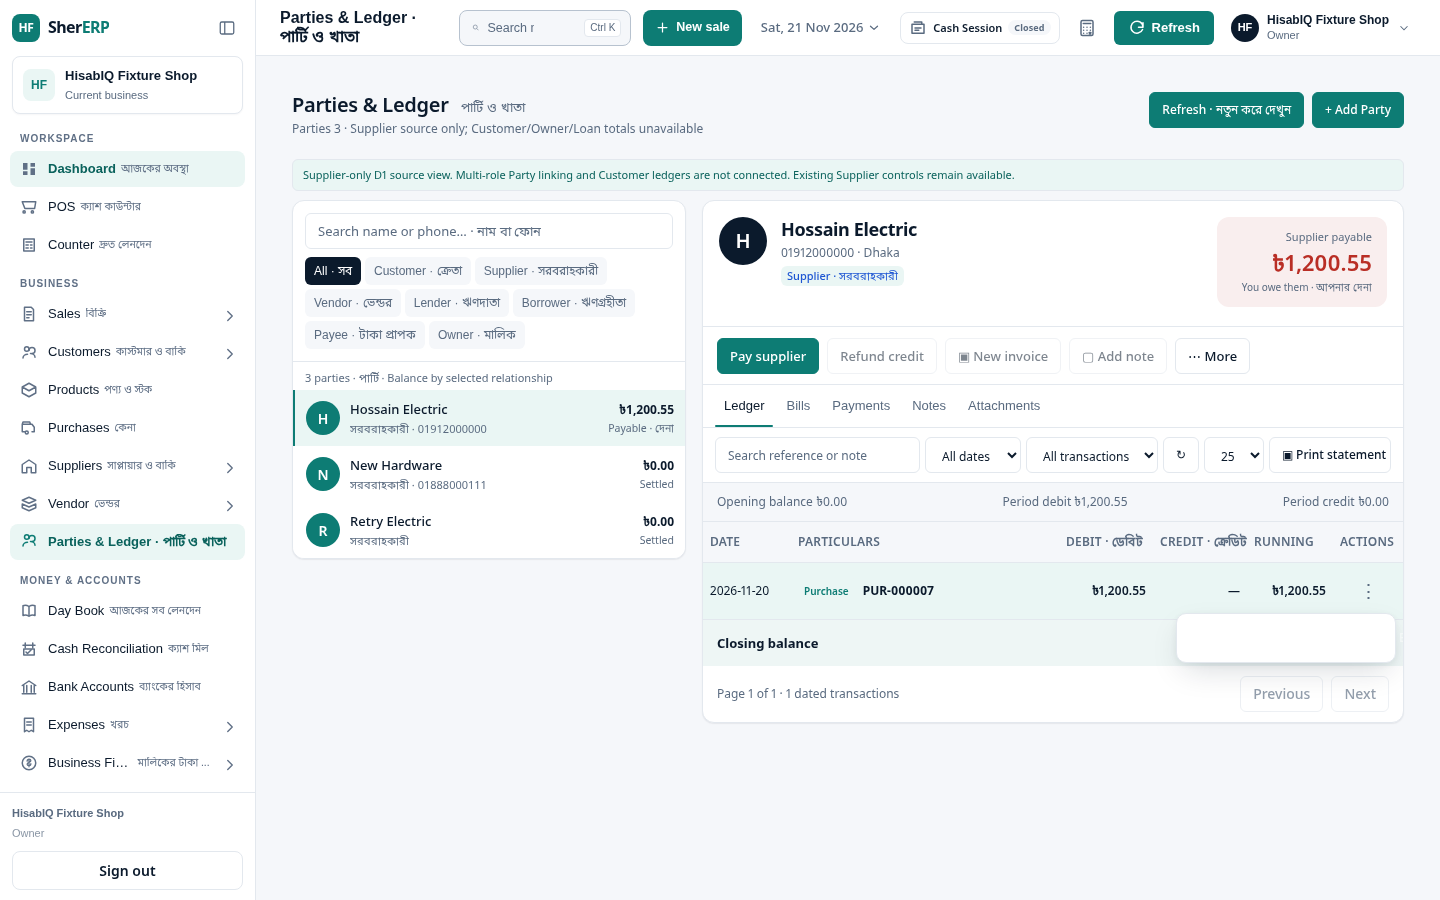 HF SherERP
HF HisabIQ Fixture Shop
Current business
WORKSPACE
Dashboard আজকের অবস্থা
POS ক্যাশ কাউন্টার
Counter দ্রুত লেনদেন
BUSINESS
Sales বিক্রি
Customers কাস্টমার ও বাকি
Products পণ্য ও স্টক
Purchases কেনা
Suppliers সাপ্লায়ার ও বাকি
Vendor ভেন্ডর
Parties & Ledger · পার্টি ও খাতা
MONEY & ACCOUNTS
Day Book আজকের সব লেনদেন
Cash Reconciliation ক্যাশ মিল
Bank Accounts ব্যাংকের হিসাব
Expenses খরচ
Business Fi... মালিকের টাকা ...
HisabIQ Fixture Shop
Owner
Sign out
Parties & Ledger ·
পার্টি ও খাতা
Search r Ctrl K
+ New sale
Sat, 21 Nov 2026
Cash Session Closed
Refresh
HF HisabIQ Fixture Shop
Owner
Parties & Ledger পার্টি ও খাতা
Parties 3 · Supplier source only; Customer/Owner/Loan totals unavailable
Refresh · নতুন করে দেখুন
+ Add Party
Supplier-only D1 source view. Multi-role Party linking and Customer ledgers are not connected. Existing Supplier controls remain available.
Search name or phone... · নাম বা ফোন
All · সব Customer · ক্রেতা Supplier · সরবরাহকারী
Vendor · ভেন্ডর Lender · ঋণদাতা Borrower · ঋণগ্রহীতা
Payee · টাকা প্রাপক Owner · মালিক
3 parties · পার্টি · Balance by selected relationship
H Hossain Electric ৳1,200.55
সরবরাহকারী · 01912000000 Payable · দেনা
N New Hardware ৳0.00
সরবরাহকারী · 01888000111 Settled
R Retry Electric ৳0.00
সরবরাহকারী Settled
H Hossain Electric
01912000000 · Dhaka
Supplier · সরবরাহকারী
Supplier payable
৳1,200.55
You owe them · আপনার দেনা
Pay supplier Refund credit ▣ New invoice ▢ Add note ⋯ More
Ledger Bills Payments Notes Attachments
Search reference or note All dates All transactions ↻ 25 ▣ Print statement
Opening balance ৳0.00 Period debit ৳1,200.55 Period credit ৳0.00
DATE PARTICULARS DEBIT · ডেবিট CREDIT · ক্রেডিট RUNNING ACTIONS
2026-11-20 Purchase PUR-000007 ৳1,200.55 — ৳1,200.55 ⋮
Closing balance
Page 1 of 1 · 1 dated transactions Previous Next